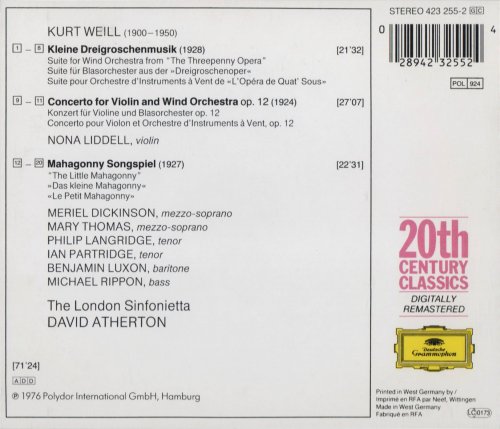 STEREO 423 255-2 GC
KURT WEILL (1900–1950)
1 – 8 Kleine Dreigroschenmusik (1928) [21'32]
Suite for Wind Orchestra from "The Threepenny Opera"
Suite für Blasorchester aus der »Dreigroschenoper«
Suite pour Orchestre d'Instruments à Vent de «L'Opéra de Quat' Sous»
9 – 11 Concerto for Violin and Wind Orchestra op. 12 (1924) [27'07]
Konzert für Violine und Blasorchester op. 12
Concerto pour Violon et Orchestre d'Instruments à Vent, op. 12
NONA LIDDELL, violin
12 – 20 Mahagonny Songspiel (1927) [22'31]
"The Little Mahagonny"
»Das kleine Mahagonny«
«Le Petit Mahagonny»
MERIEL DICKINSON, mezzo-soprano
MARY THOMAS, mezzo-soprano
PHILIP LANGRIDGE, tenor
IAN PARTRIDGE, tenor
BENJAMIN LUXON, baritone
MICHAEL RIPPON, bass
The London Sinfonietta
DAVID ATHERTON
[71'24]
ADD
℗ 1976 Polydor International GmbH, Hamburg
0 28942 32552 4
POL 924
20th
CENTURY
CLASSICS
DIGITALLY
REMASTERED
Deutsche
Grammophon
Printed in West Germany by /
Imprimé en RFA par Neef, Wittingen
Made in West Germany
Fabriqué en RFA
LC 0173